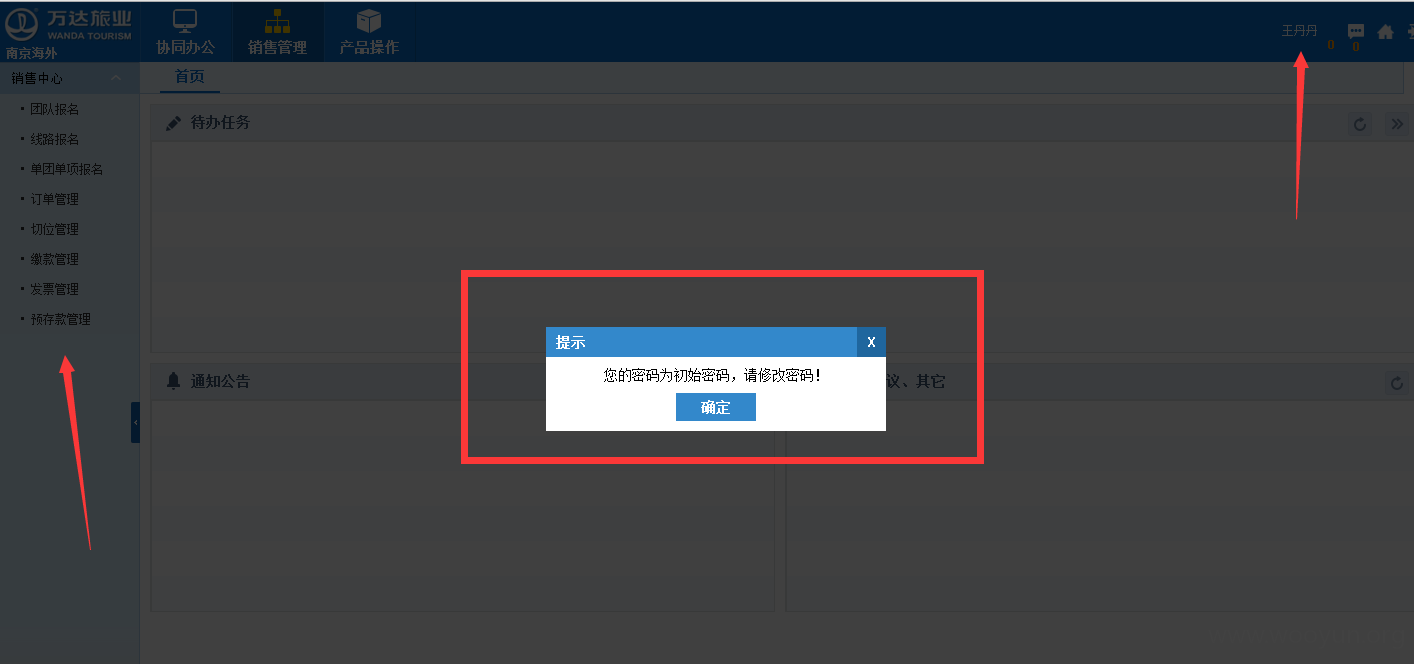 万达旅业
WANDA TOURISM
南京海外
协同办公
销售管理
产品操作
王丹丹
0
0
销售中心
首页
团队报名
线路报名
单团单项报名
订单管理
切位管理
缴款管理
发票管理
预存款管理
待办任务
提示
X
您的密码为初始密码，请修改密码！
确定
通知公告
议、其它